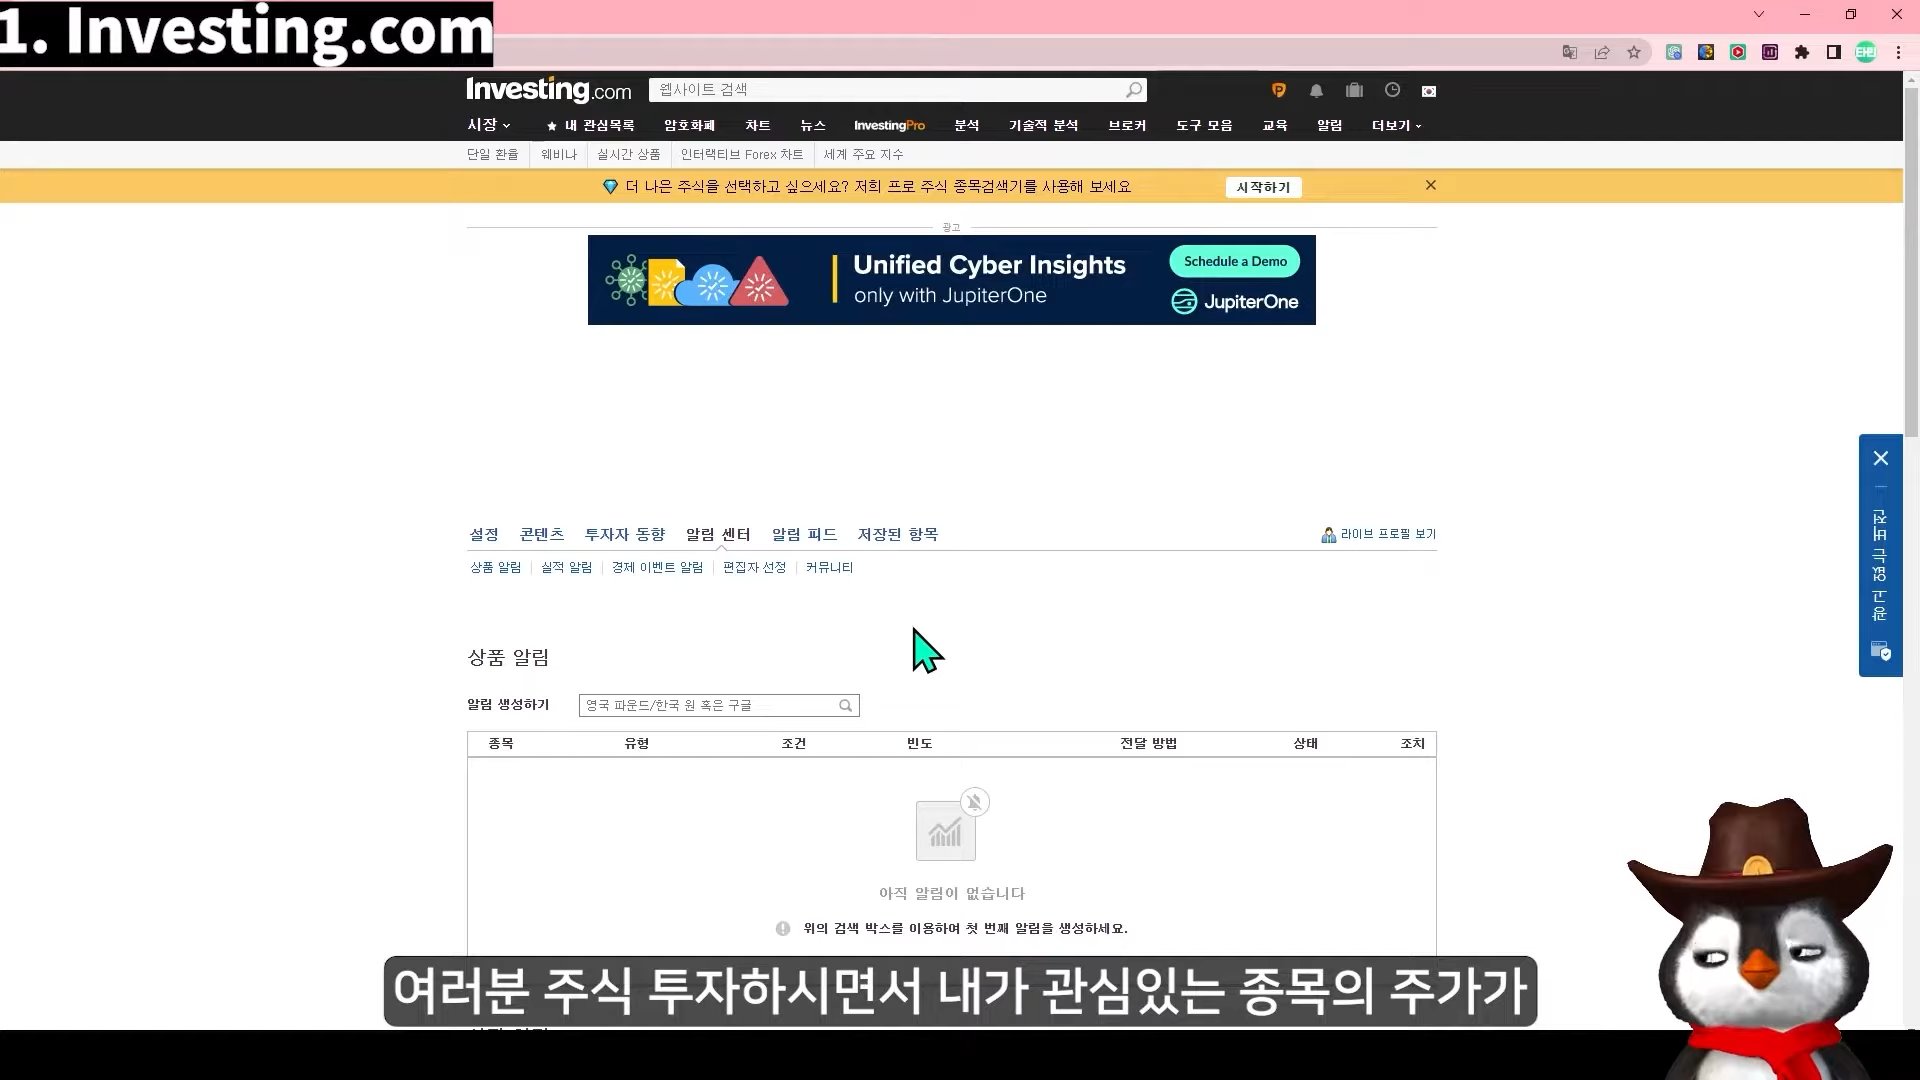 1. Investing.com
Investing.com
웹사이트 검색
시장
내 관심목록
암호화폐
차트
뉴스
InvestingPro
분석
기술적 분석
브로커
도구 모음
교육
알림
더보기
단일 환율
웨비나
실시간 상품
인터랙티브 Forex 차트
세계 주요 지수
더 나은 주식을 선택하고 싶으세요? 저희 프로 주식 종목검색기를 사용해 보세요
시작하기
광고
Unified Cyber Insights
only with JupiterOne
Schedule a Demo
JupiterOne
광고 없는 버전
설정
콘텐츠
투자자 동향
알림 센터
알림 피드
저장된 항목
라이브 프로필 보기
상품 알림
실적 알림
경제 이벤트 알림
편집자 선정
커뮤니티
상품 알림
알림 생성하기
영국 파운드/한국 원 혹은 구글
종목
유형
조건
빈도
전달 방법
상태
조치
아직 알림이 없습니다
위의 검색 박스를 이용하여 첫 번째 알림을 생성하세요.
여러분 주식 투자하시면서 내가 관심있는 종목의 주가가